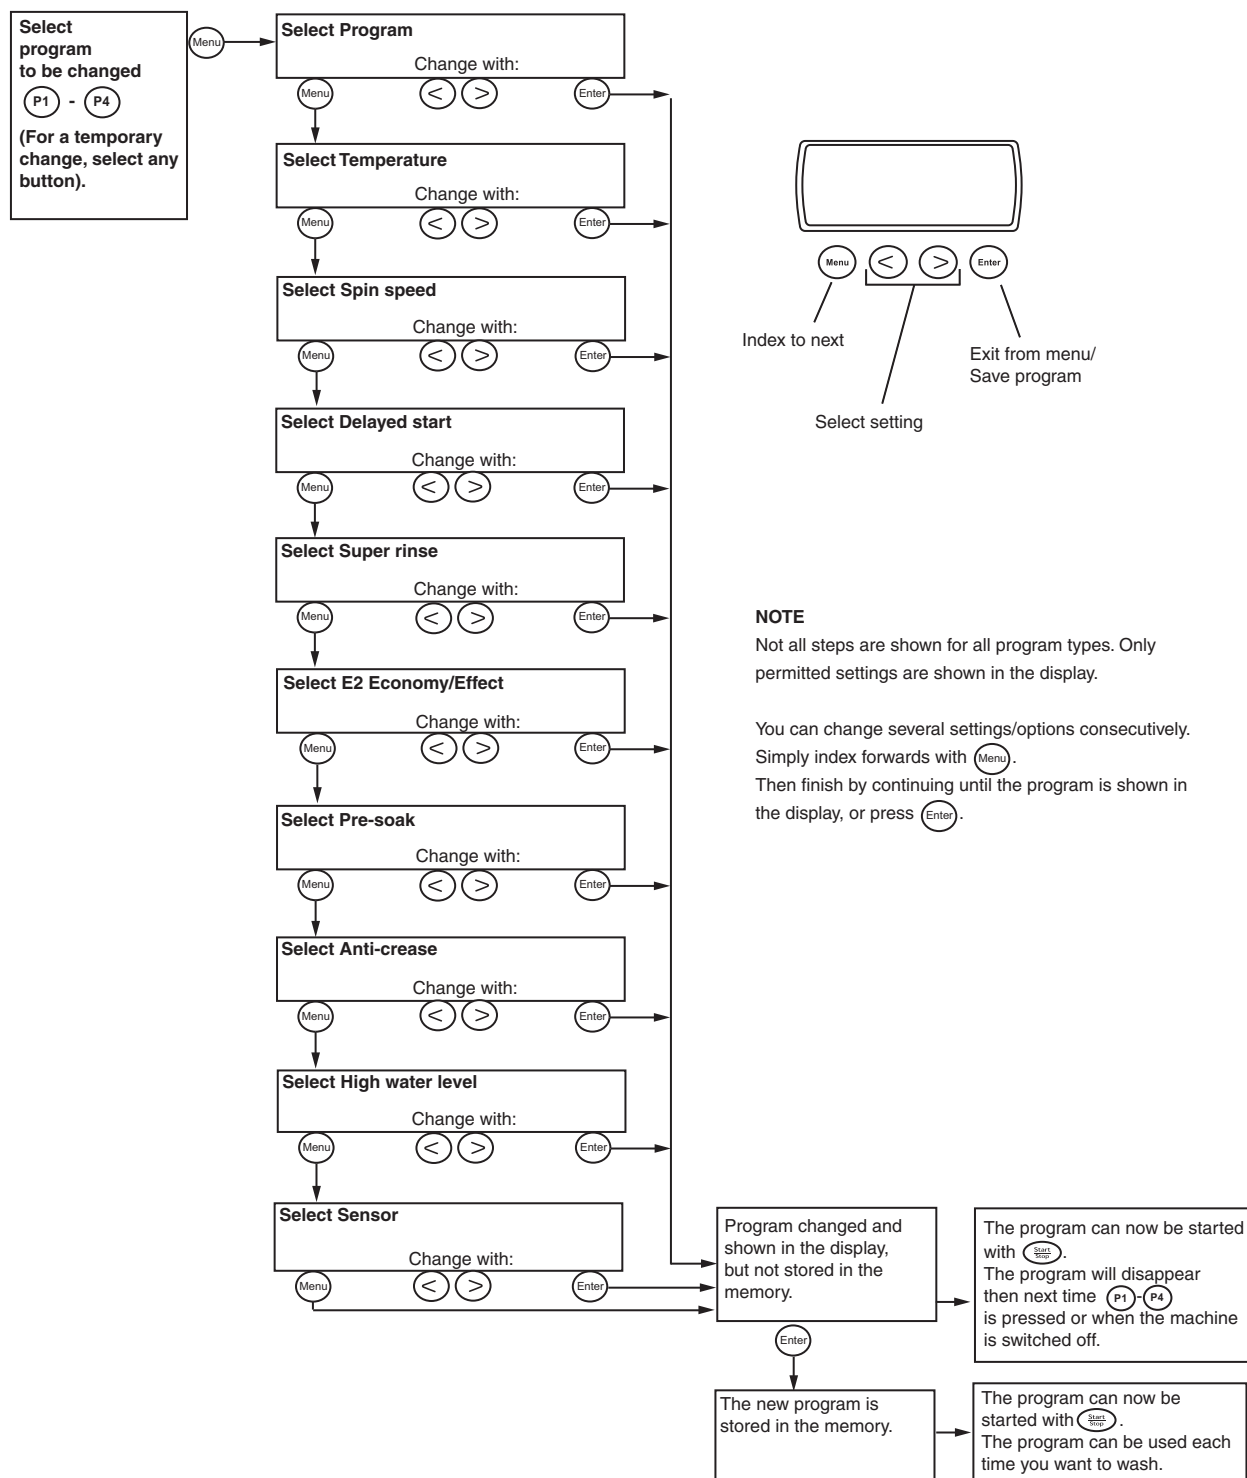 Select
program
to be changed
P1 - P4
(For a temporary
change, select any
button).
Menu
Select Program
Change with:
Menu < > Enter
Select Temperature
Change with:
Menu < > Enter
Select Spin speed
Change with:
Menu < > Enter
Select Delayed start
Change with:
Menu < > Enter
Select Super rinse
Change with:
Menu < > Enter
Select E2 Economy/Effect
Change with:
Menu < > Enter
Select Pre-soak
Change with:
Menu < > Enter
Select Anti-crease
Change with:
Menu < > Enter
Select High water level
Change with:
Menu < > Enter
Select Sensor
Change with:
Menu < > Enter
Menu < > Enter
Index to next
Exit from menu/
Save program
Select setting
NOTE
Not all steps are shown for all program types. Only
permitted settings are shown in the display.
You can change several settings/options consecutively.
Simply index forwards with Menu.
Then finish by continuing until the program is shown in
the display, or press Enter.
Program changed and
shown in the display,
but not stored in the
memory.
Enter
The program can now be started
with Start Stop.
The program will disappear
then next time P1-P4
is pressed or when the machine
is switched off.
The new program is
stored in the memory.
The program can now be
started with Start Stop.
The program can be used each
time you want to wash.